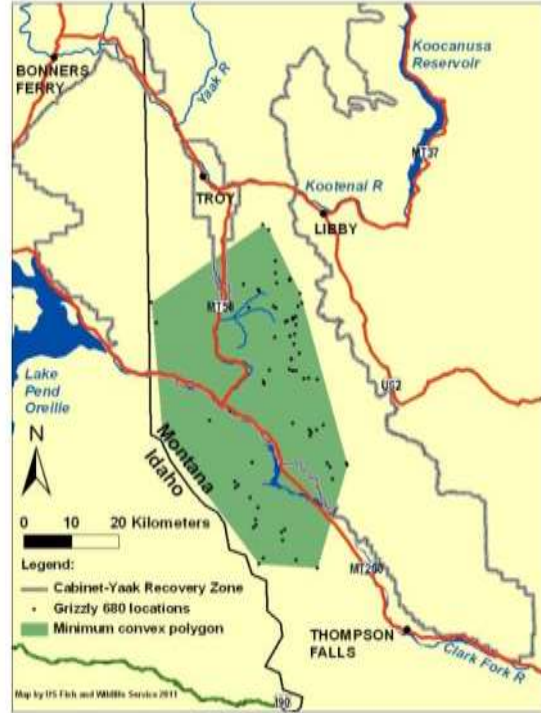 BONNERS
FERRY
Yaak R
Koocanusa
Reservoir
MT37
TROY
Kootenai R
LIBBY
MT56
US2
Lake
Pend
Oreille
N
Montana
Idaho
0 10 20 Kilometers
Legend:
Cabinet-Yaak Recovery Zone
Grizzly 680 locations
Minimum convex polygon
MT200
THOMPSON
FALLS
Clark Fork R
I90
Map by US Fish and Wildlife Service 2011